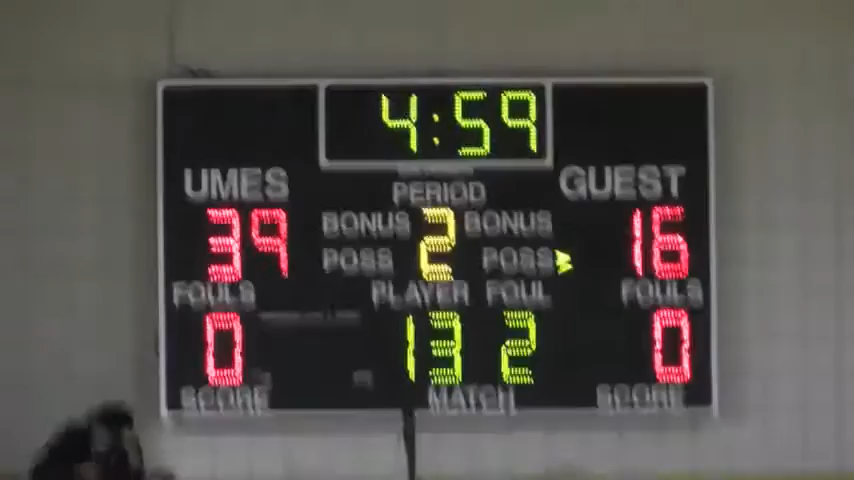 4:59
UMES PERIOD GUEST
39 BONUS 2 BONUS 16
POSS POSS
FOULS PLAYER FOUL FOULS
0 13 2 0
SCORE MATCH SCORE